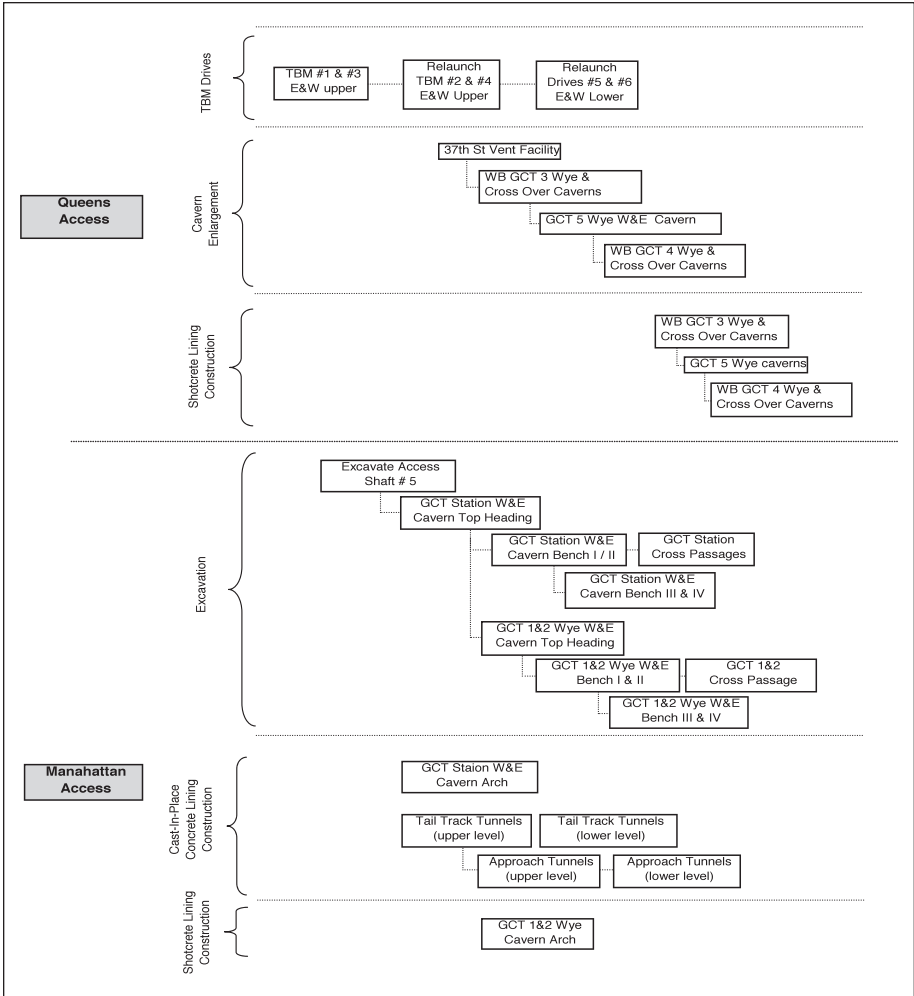 TBM Drives
TBM #1 & #3
E&W upper
Relaunch
TBM #2 & #4
E&W Upper
Relaunch
Drives #5 & #6
E&W Lower
Queens
Access
Cavern
Enlargement
37th St Vent Facility
WB GCT 3 Wye &
Cross Over Caverns
GCT 5 Wye W&E Cavern
WB GCT 4 Wye &
Cross Over Caverns
Shotcrete Lining
Construction
WB GCT 3 Wye &
Cross Over Caverns
GCT 5 Wye caverns
WB GCT 4 Wye &
Cross Over Caverns
Excavation
Excavate Access
Shaft # 5
GCT Station W&E
Cavern Top Heading
GCT Station W&E
Cavern Bench I / II
GCT Station
Cross Passages
GCT Station W&E
Cavern Bench III & IV
GCT 1&2 Wye W&E
Cavern Top Heading
GCT 1&2 Wye W&E
Bench I & II
GCT 1&2
Cross Passage
GCT 1&2 Wye W&E
Bench III & IV
Manahattan
Access
Cast-In-Place
Concrete Lining
Construction
GCT Staion W&E
Cavern Arch
Tail Track Tunnels
(upper level)
Tail Track Tunnels
(lower level)
Approach Tunnels
(upper level)
Approach Tunnels
(lower level)
Shotcrete Lining
Construction
GCT 1&2 Wye
Cavern Arch